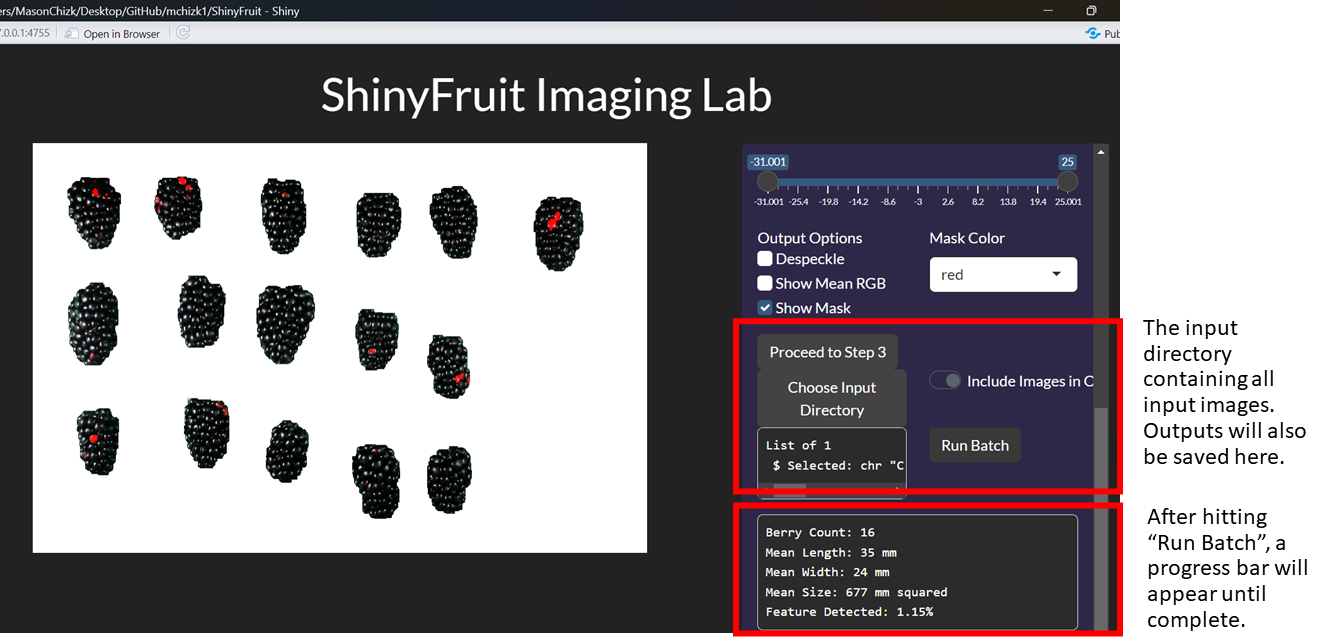 ers/MasonChizk/Desktop/GitHub/mchizk1/ShinyFruit - Shiny
.0.0.1:4755
Open in Browser
Pub
ShinyFruit Imaging Lab
-31.001
25
-31.001 -25.4 -19.8 -14.2 -8.6 -3 2.6 8.2 13.8 19.4 25.001
Output Options
Despeckle
Show Mean RGB
Show Mask
Mask Color
red
Proceed to Step 3
Choose Input
Directory
Include Images in O
List of 1
$ Selected: chr "C
Run Batch
Berry Count: 16
Mean Length: 35 mm
Mean Width: 24 mm
Mean Size: 677 mm squared
Feature Detected: 1.15%
The input
directory
containing all
input images.
Outputs will also
be saved here.
After hitting
“Run Batch”, a
progress bar will
appear until
complete.